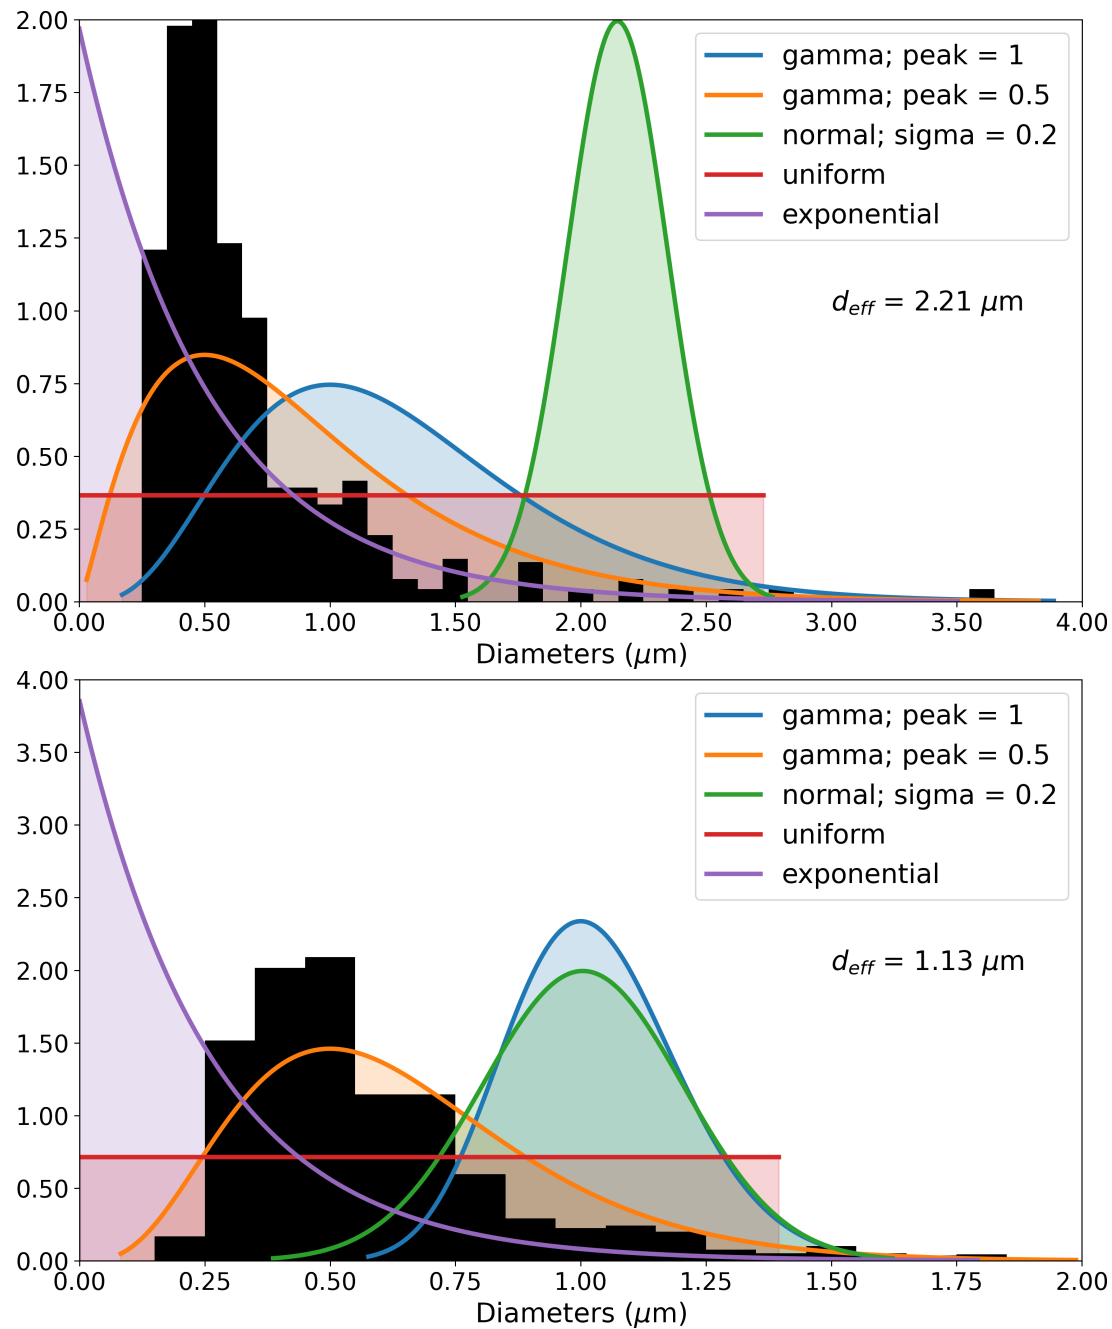 2.00
1.75
1.50
1.25
1.00
0.75
0.50
0.25
0.00
gamma; peak = 1
gamma; peak = 0.5
normal; sigma = 0.2
uniform
exponential
d_eff = 2.21 μm
0.00 0.50 1.00 1.50 2.00 2.50 3.00 3.50 4.00
Diameters (μm)
4.00
3.50
3.00
2.50
2.00
1.50
1.00
0.50
0.00
gamma; peak = 1
gamma; peak = 0.5
normal; sigma = 0.2
uniform
exponential
d_eff = 1.13 μm
0.00 0.25 0.50 0.75 1.00 1.25 1.50 1.75 2.00
Diameters (μm)